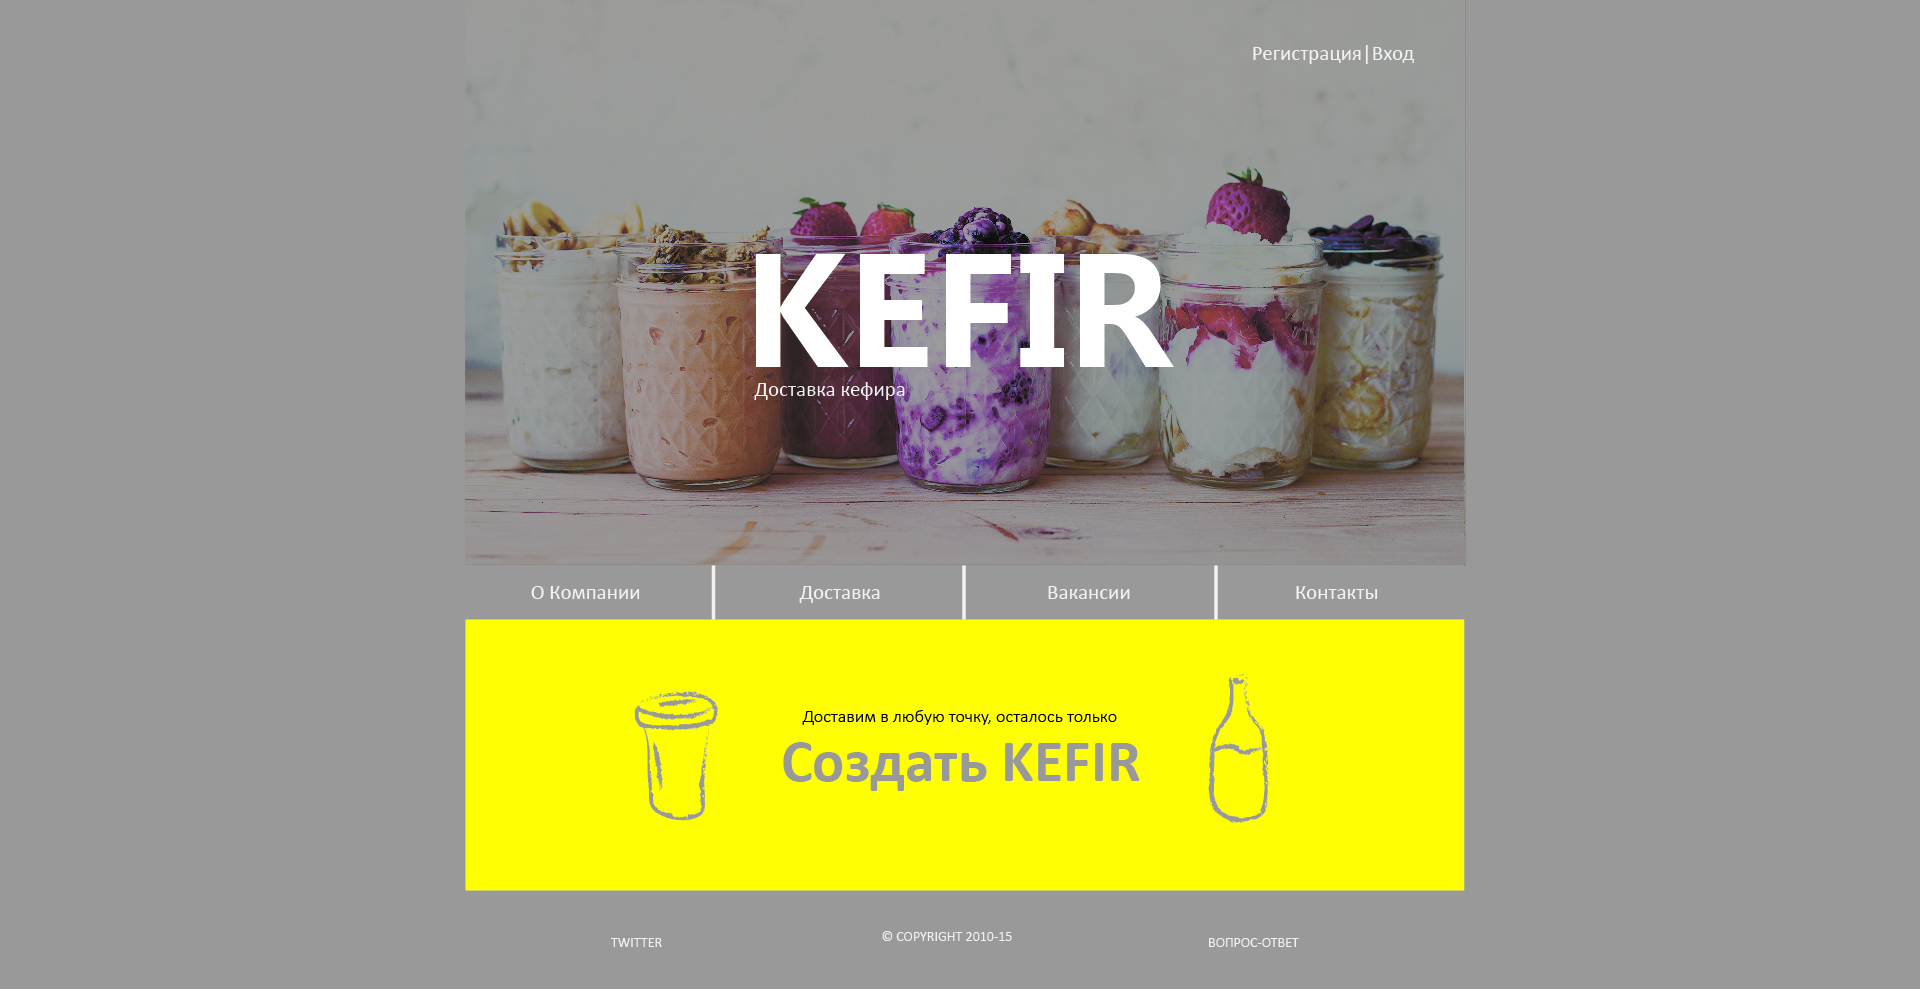 Регистрация|Вход
KEFIR
Доставка кефира
О Компании
Доставка
Вакансии
Контакты
Доставим в любую точку, осталось только
Создать KEFIR
TWITTER
© COPYRIGHT 2010-15
ВОПРОС-ОТВЕТ